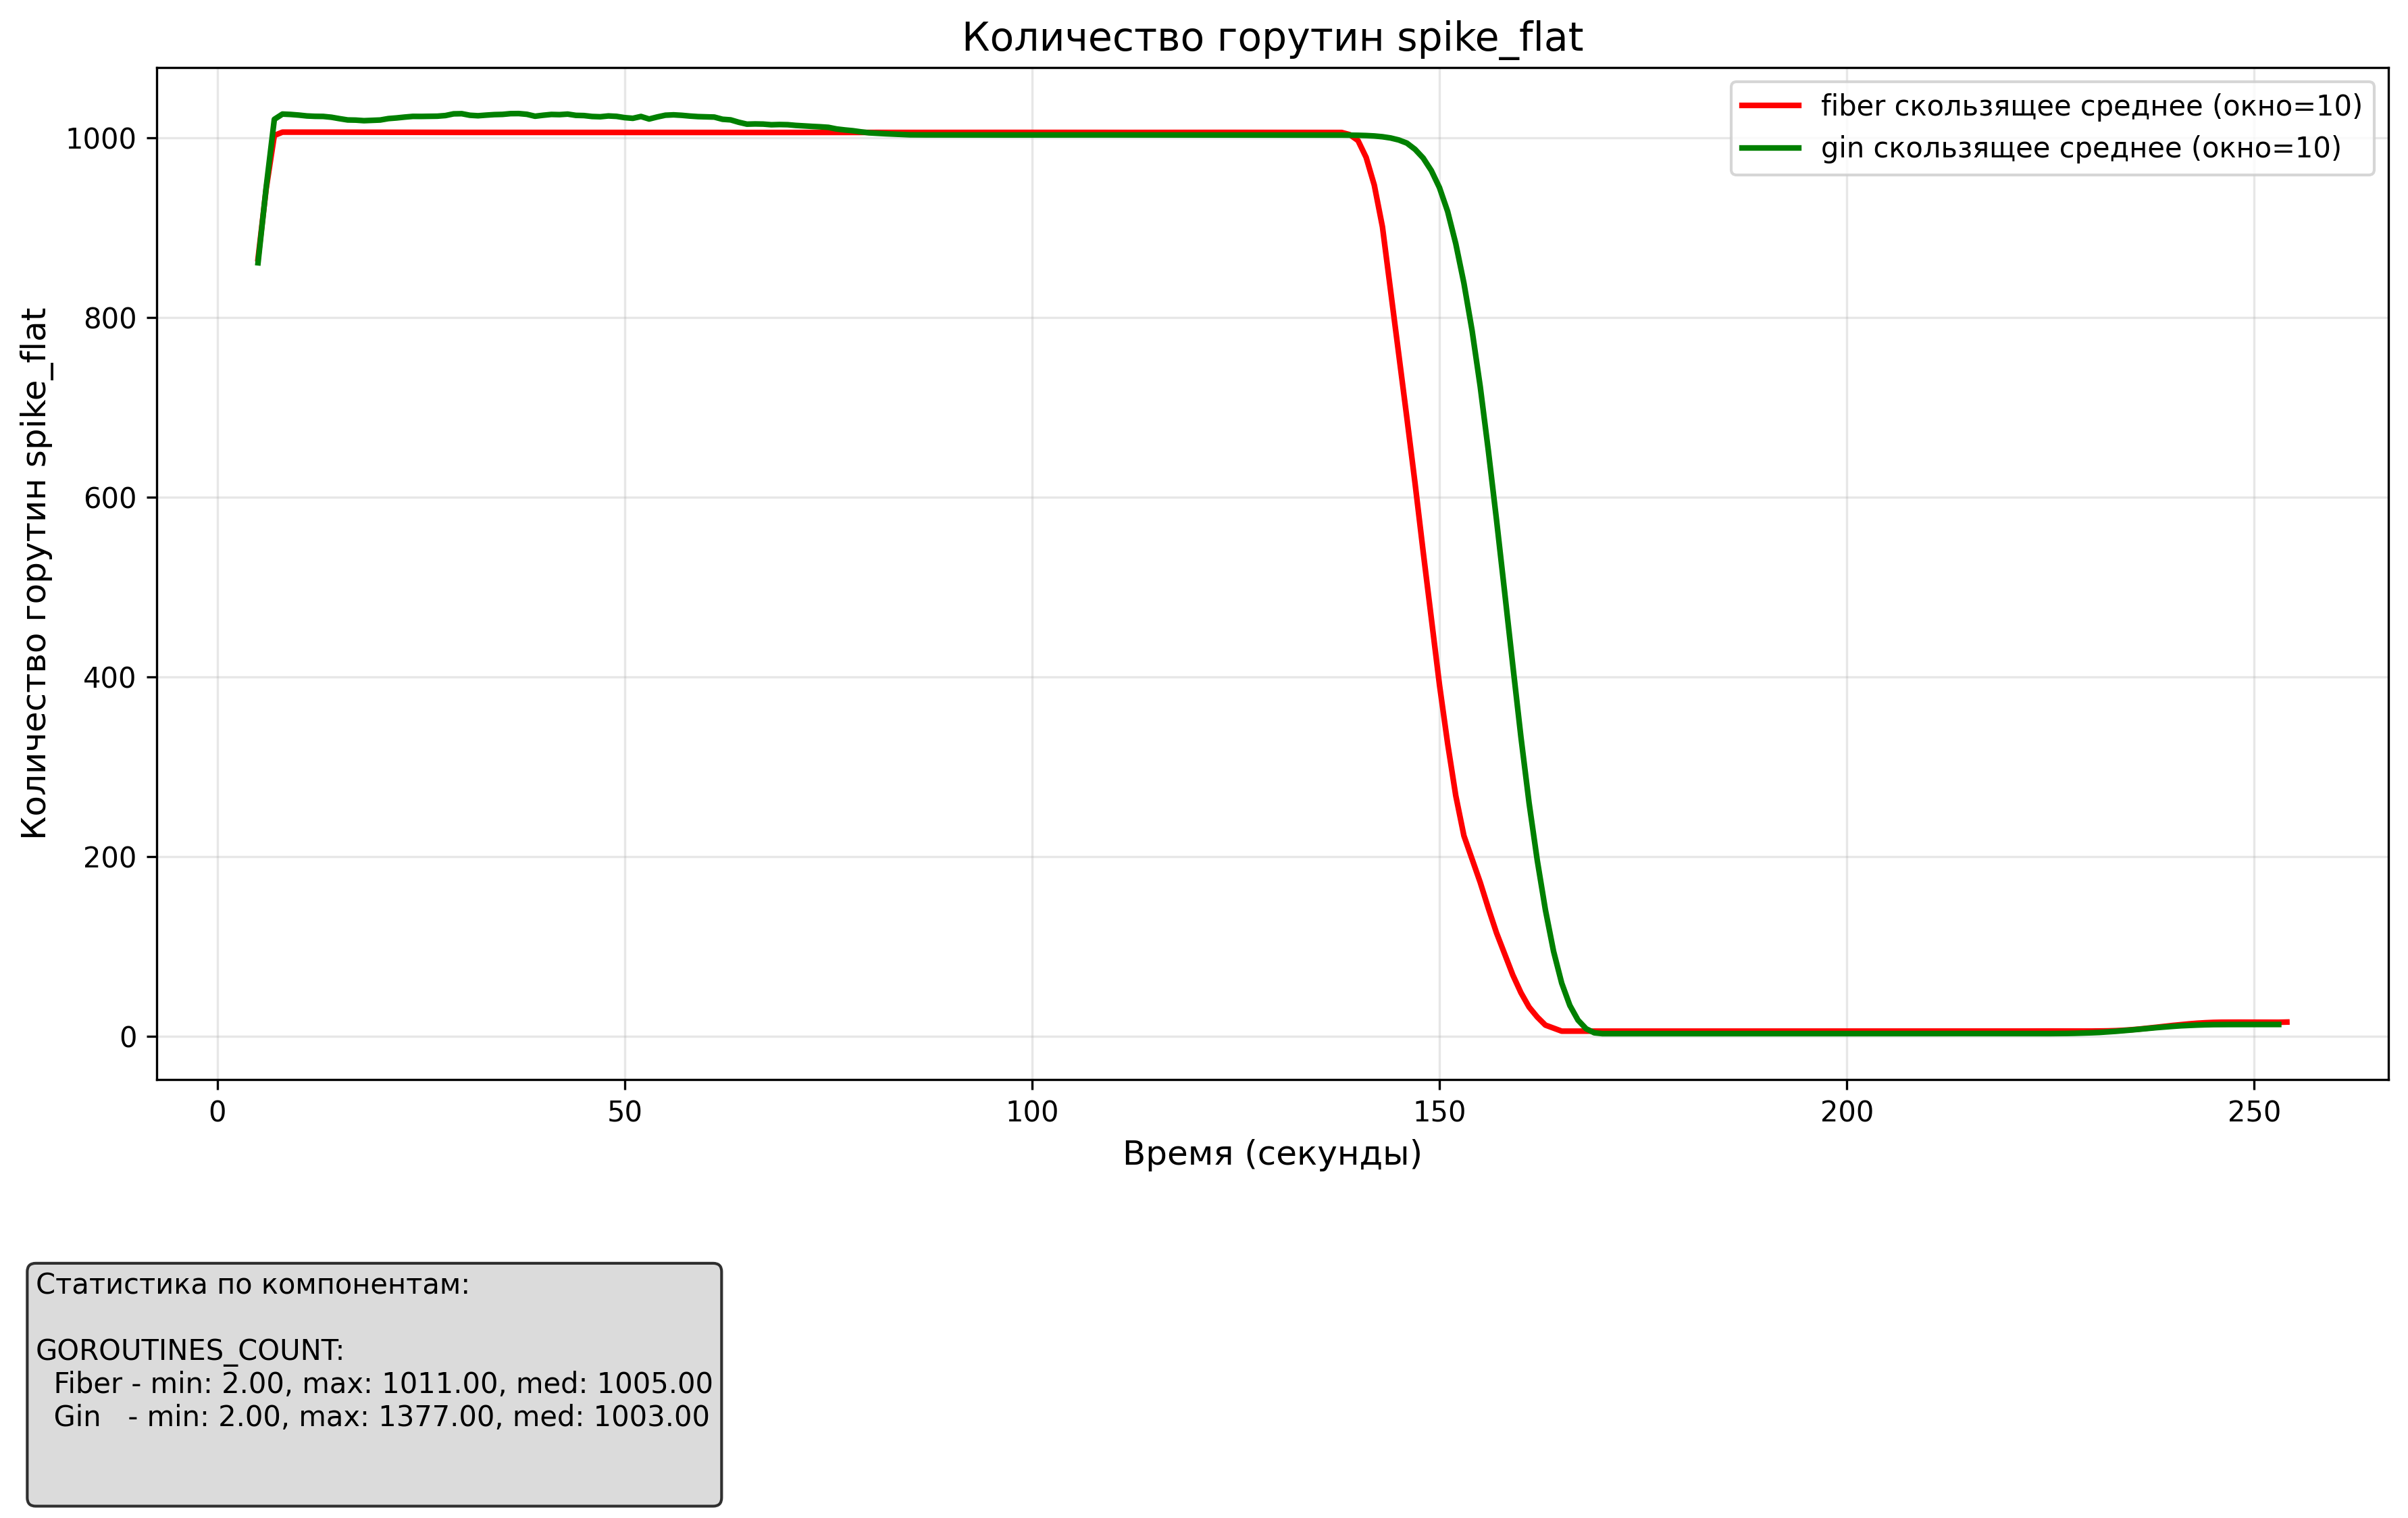 Количество горутин spike_flat
fiber скользящее среднее (окно=10)
gin скользящее среднее (окно=10)
Количество горутин spike_flat
1000
800
600
400
200
0
0 50 100 150 200 250
Время (секунды)
Статистика по компонентам:
GOROUTINES_COUNT:
Fiber - min: 2.00, max: 1011.00, med: 1005.00
Gin - min: 2.00, max: 1377.00, med: 1003.00